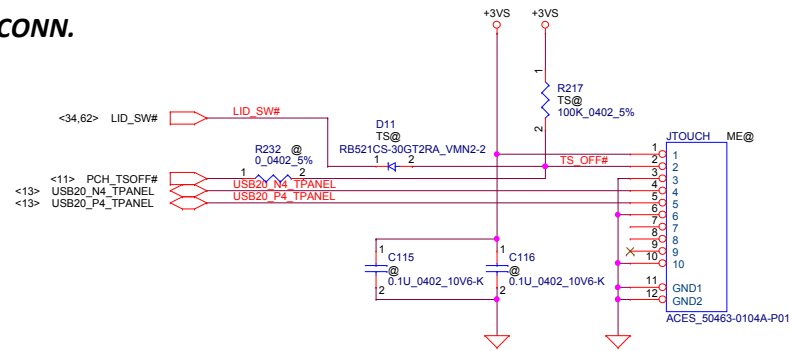 CONN.
+3VS
+3VS
1
R217
TS@
100K_0402_5%
2
<34,62> LID_SW#
LID_SW#
D11
TS@
RB521CS-30GT2RA_VMN2-2
1 2
JTOUCH ME@
R232 @
0_0402_5%
1 2
TS_OFF#
<11> PCH_TSOFF#
<13> USB20_N4_TPANEL
USB20_N4_TPANEL
<13> USB20_P4_TPANEL
USB20_P4_TPANEL
1 1
2 2
3 3
4 4
5 5
6 6
7 7
8 8
9 9
10 10
11 GND1
12 GND2
ACES_50463-0104A-P01
1
C115
@
0.1U_0402_10V6-K
2
1
C116
@
0.1U_0402_10V6-K
2